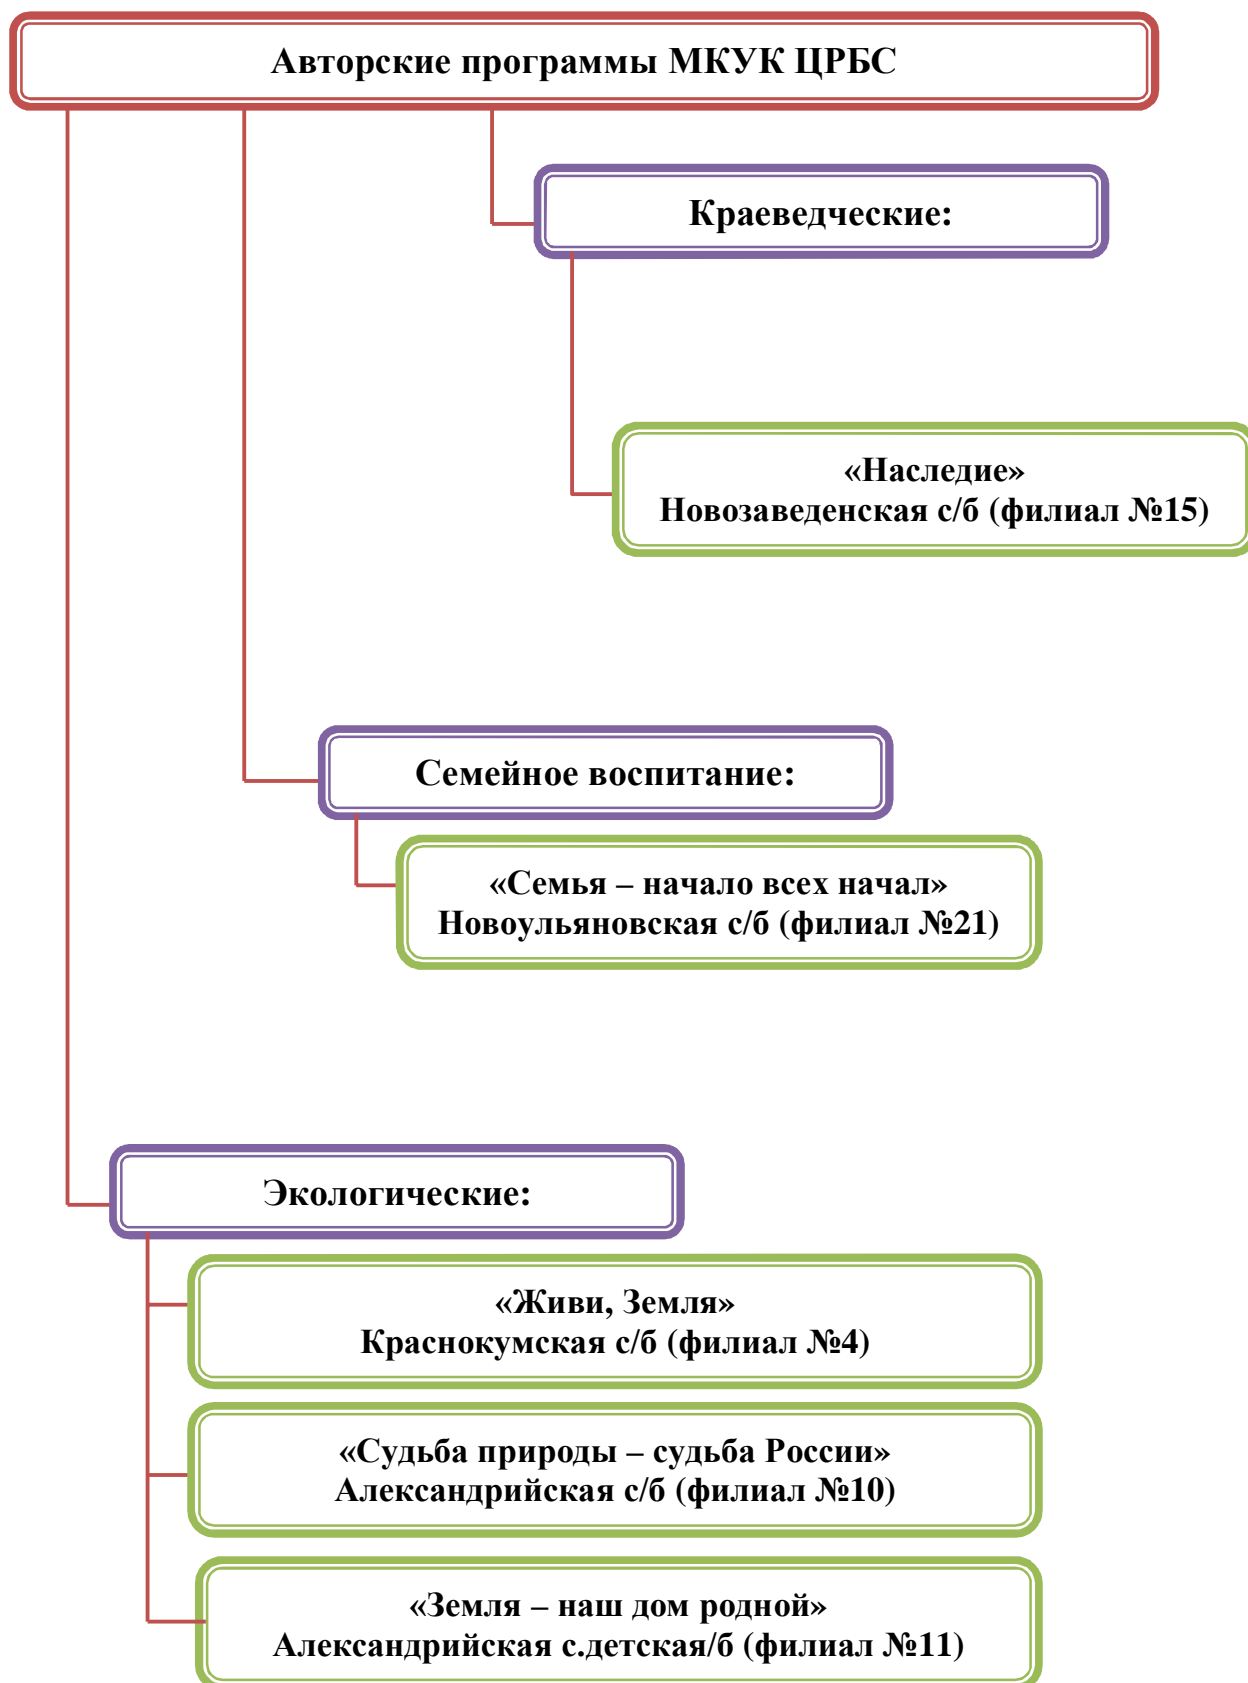 Авторские программы МКУК ЦРБС
Краеведческие:
«Наследие»
Новозаведенская с/б (филиал №15)
Семейное воспитание:
«Семья – начало всех начал»
Новоульяновская с/б (филиал №21)
Экологические:
«Живи, Земля»
Краснокумская с/б (филиал №4)
«Судьба природы – судьба России»
Александрийская с/б (филиал №10)
«Земля – наш дом родной»
Александрийская с.детская/б (филиал №11)